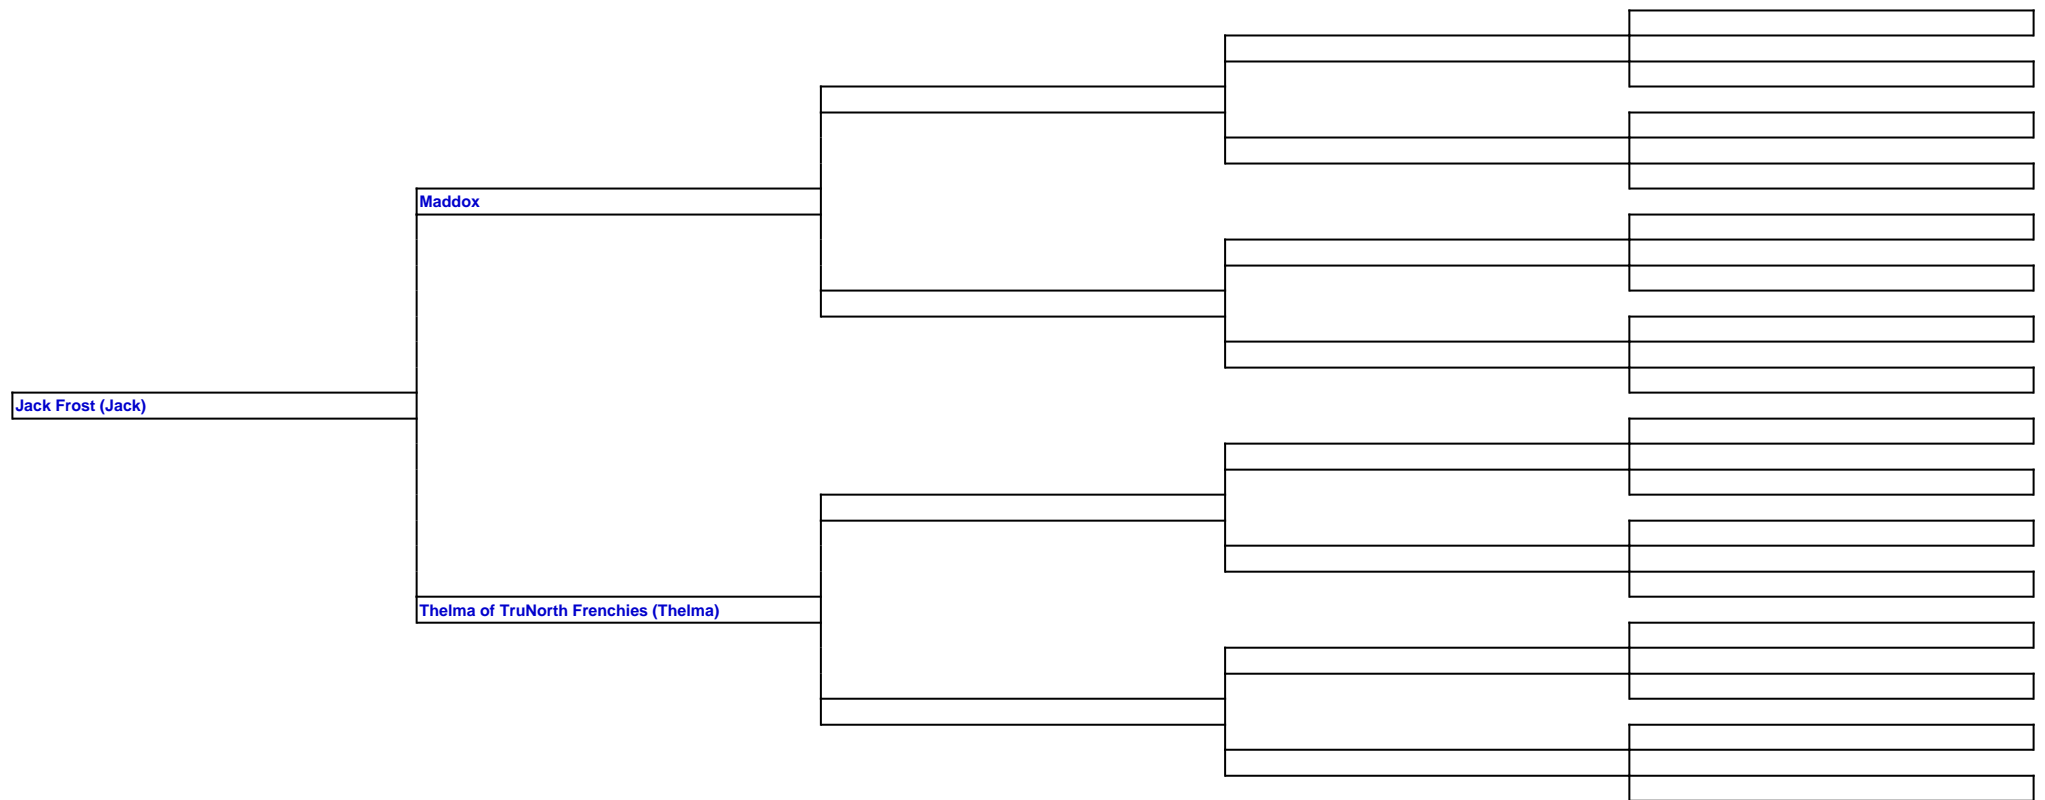 Maddox
Jack Frost (Jack)
Thelma of TruNorth Frenchies (Thelma)